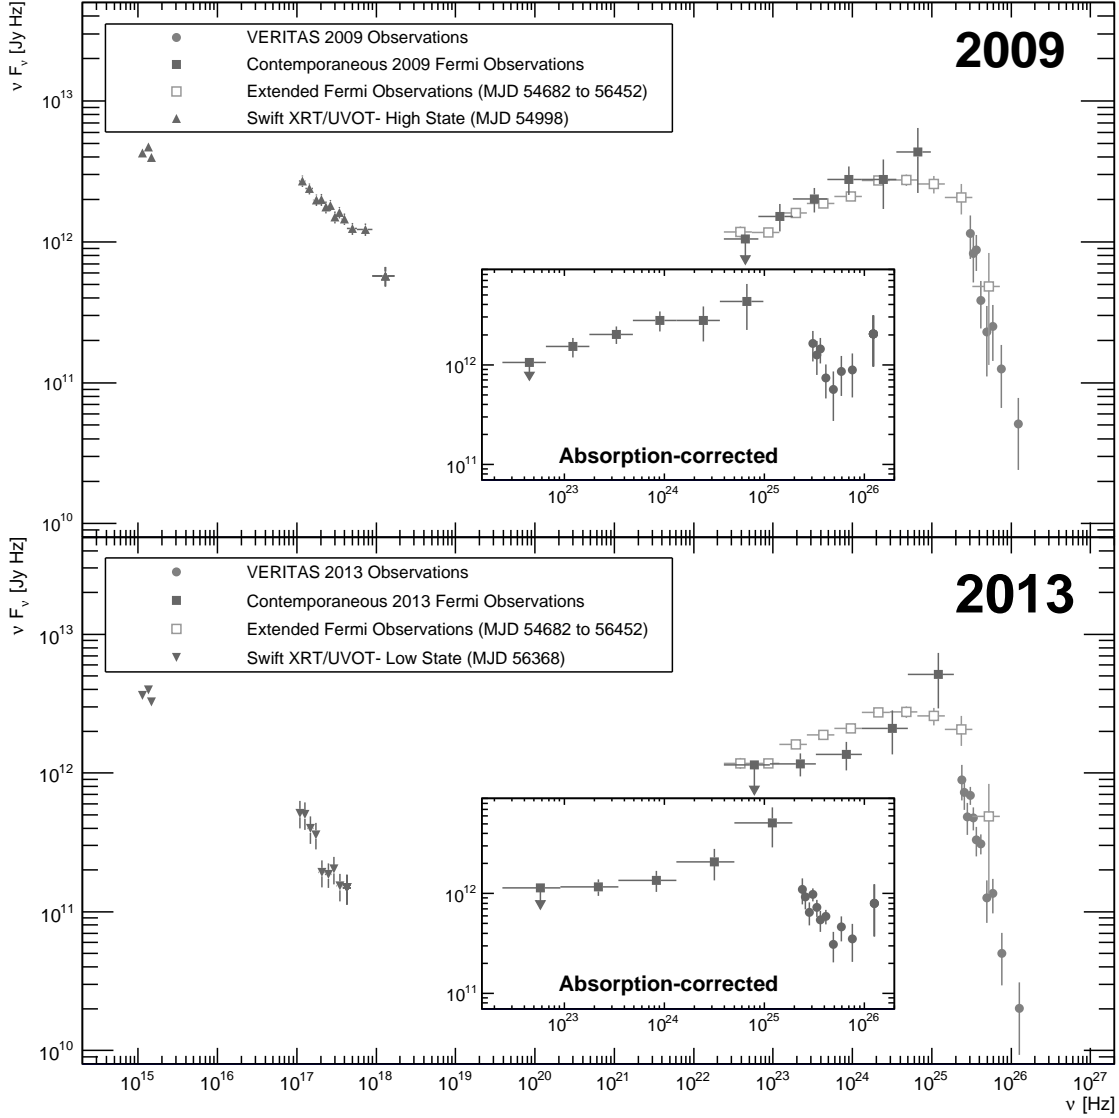 ν Fν [Jy Hz]
2009
VERITAS 2009 Observations
Contemporaneous 2009 Fermi Observations
Extended Fermi Observations (MJD 54682 to 56452)
Swift XRT/UVOT- High State (MJD 54998)
10^13
10^12
10^11
10^10
10^12
10^11
Absorption-corrected
10^23 10^24 10^25 10^26
ν Fν [Jy Hz]
2013
VERITAS 2013 Observations
Contemporaneous 2013 Fermi Observations
Extended Fermi Observations (MJD 54682 to 56452)
Swift XRT/UVOT- Low State (MJD 56368)
10^13
10^12
10^11
10^10
10^12
10^11
Absorption-corrected
10^23 10^24 10^25 10^26
10^15 10^16 10^17 10^18 10^19 10^20 10^21 10^22 10^23 10^24 10^25 10^26 10^27
ν [Hz]